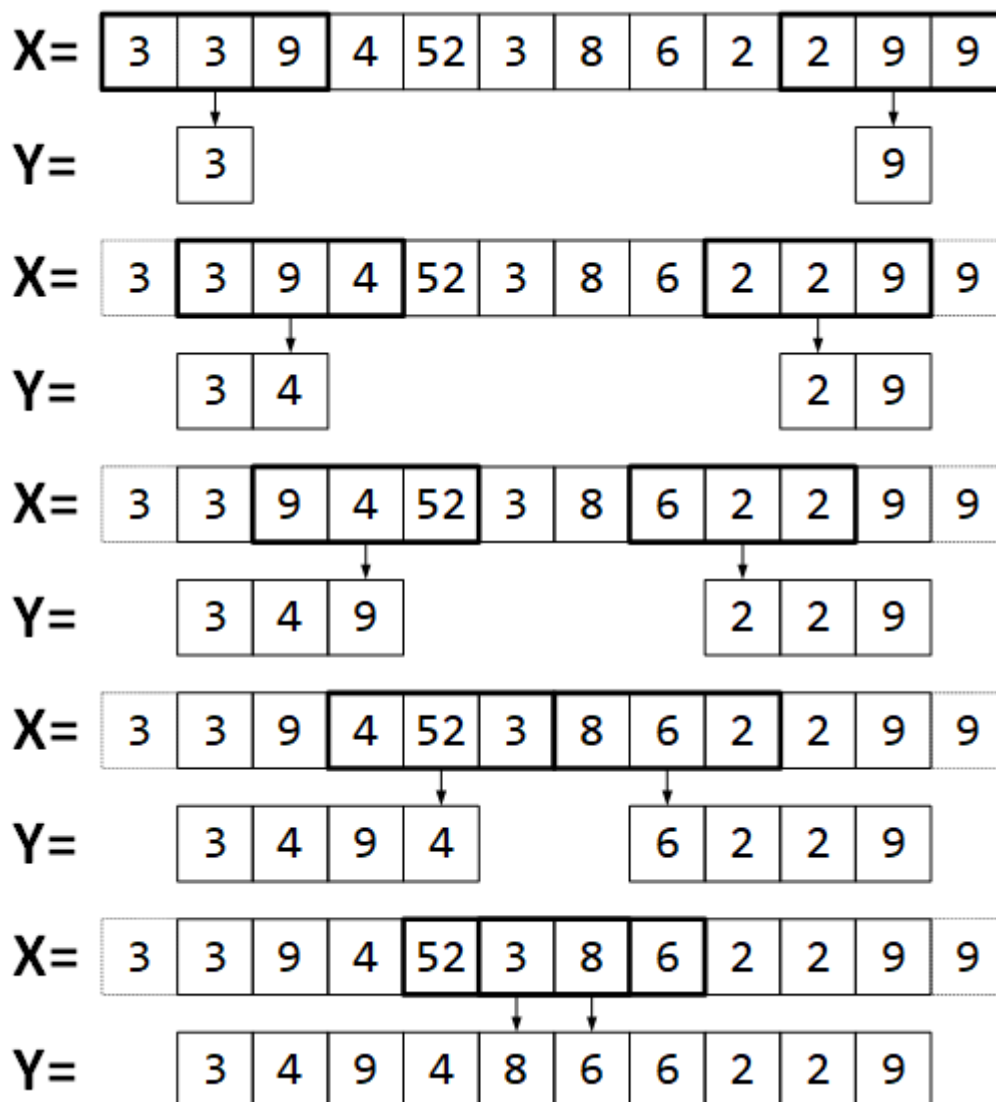 X= 3 3 9 4 52 3 8 6 2 2 9 9
Y= 3 9
X= 3 3 9 4 52 3 8 6 2 2 9 9
Y= 3 4 2 9
X= 3 3 9 4 52 3 8 6 2 2 9 9
Y= 3 4 9 2 2 9
X= 3 3 9 4 52 3 8 6 2 2 9 9
Y= 3 4 9 4 6 2 2 9
X= 3 3 9 4 52 3 8 6 2 2 9 9
Y= 3 4 9 4 8 6 6 2 2 9